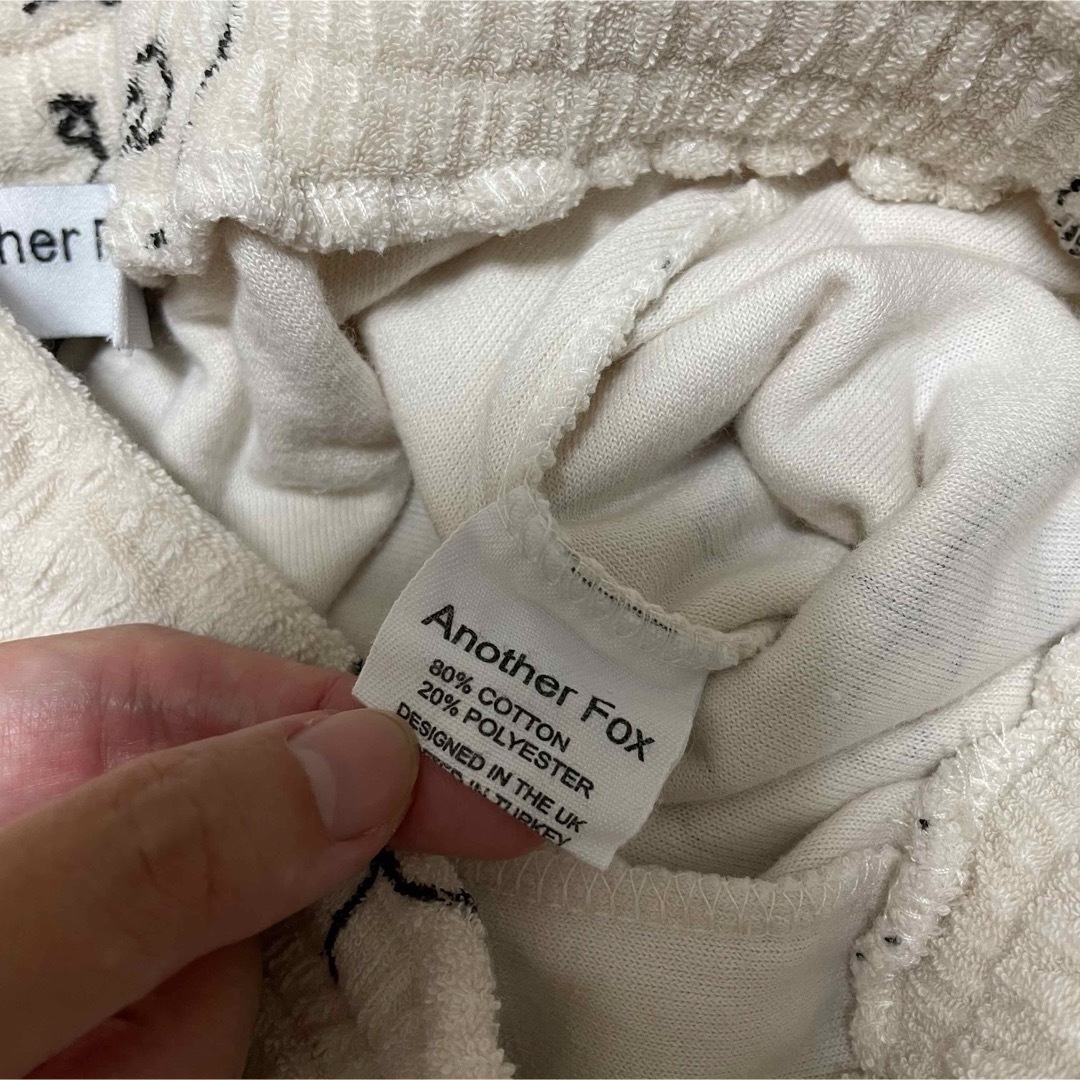 her
Another Fox
80% COTTON
20% POLYESTER
DESIGNED IN THE UK
IN TURKEY